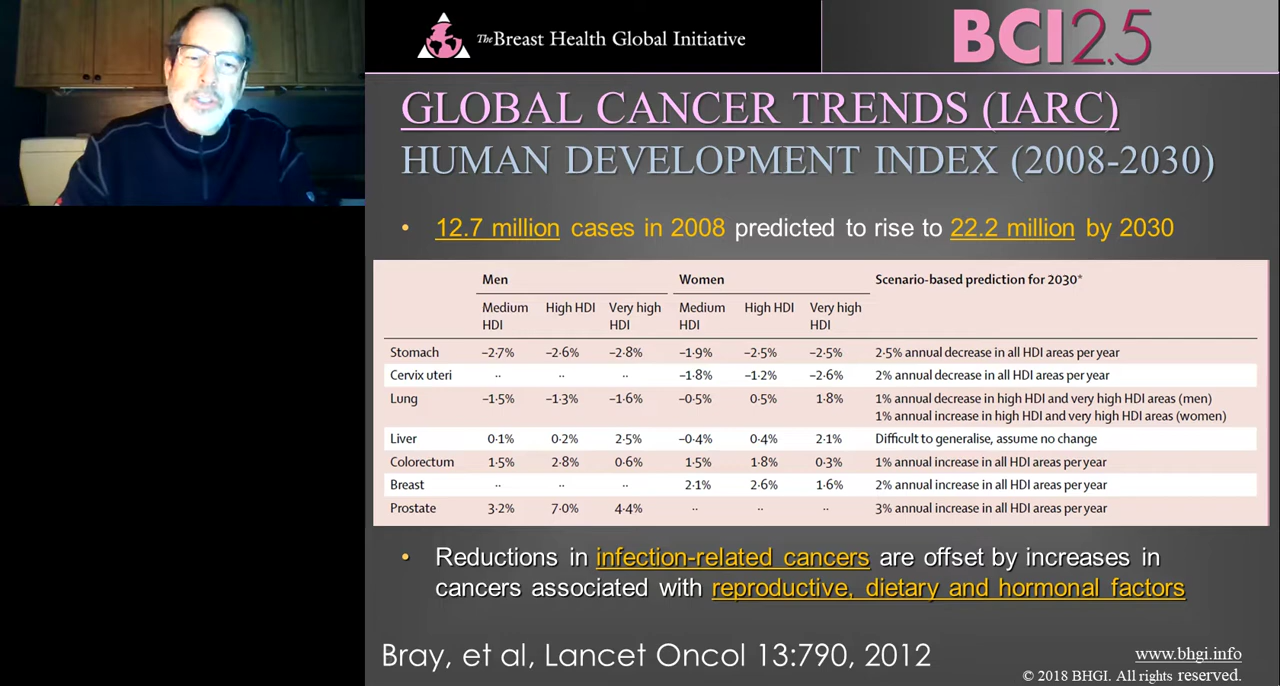 The Breast Health Global Initiative
BCI2.5
GLOBAL CANCER TRENDS (IARC)
HUMAN DEVELOPMENT INDEX (2008-2030)
• 12.7 million cases in 2008 predicted to rise to 22.2 million by 2030
Men Women Scenario-based prediction for 2030*
Medium HDI High HDI Very high HDI Medium HDI High HDI Very high HDI
Stomach –2·7% –2·6% –2·8% –1·9% –2·5% –2·5% 2·5% annual decrease in all HDI areas per year
Cervix uteri ·· ·· ·· –1·8% –1·2% –2·6% 2% annual decrease in all HDI areas per year
Lung –1·5% –1·3% –1·6% –0·5% 0·5% 1·8% 1% annual decrease in high HDI and very high HDI areas (men)
1% annual increase in high HDI and very high HDI areas (women)
Liver 0·1% 0·2% 2·5% –0·4% 0·4% 2·1% Difficult to generalise, assume no change
Colorectum 1·5% 2·8% 0·6% 1·5% 1·8% 0·3% 1% annual increase in all HDI areas per year
Breast ·· ·· ·· 2·1% 2·6% 1·6% 2% annual increase in all HDI areas per year
Prostate 3·2% 7·0% 4·4% ·· ·· ·· 3% annual increase in all HDI areas per year
• Reductions in infection-related cancers are offset by increases in
cancers associated with reproductive, dietary and hormonal factors
Bray, et al, Lancet Oncol 13:790, 2012
www.bhgi.info
© 2018 BHGI. All rights reserved.